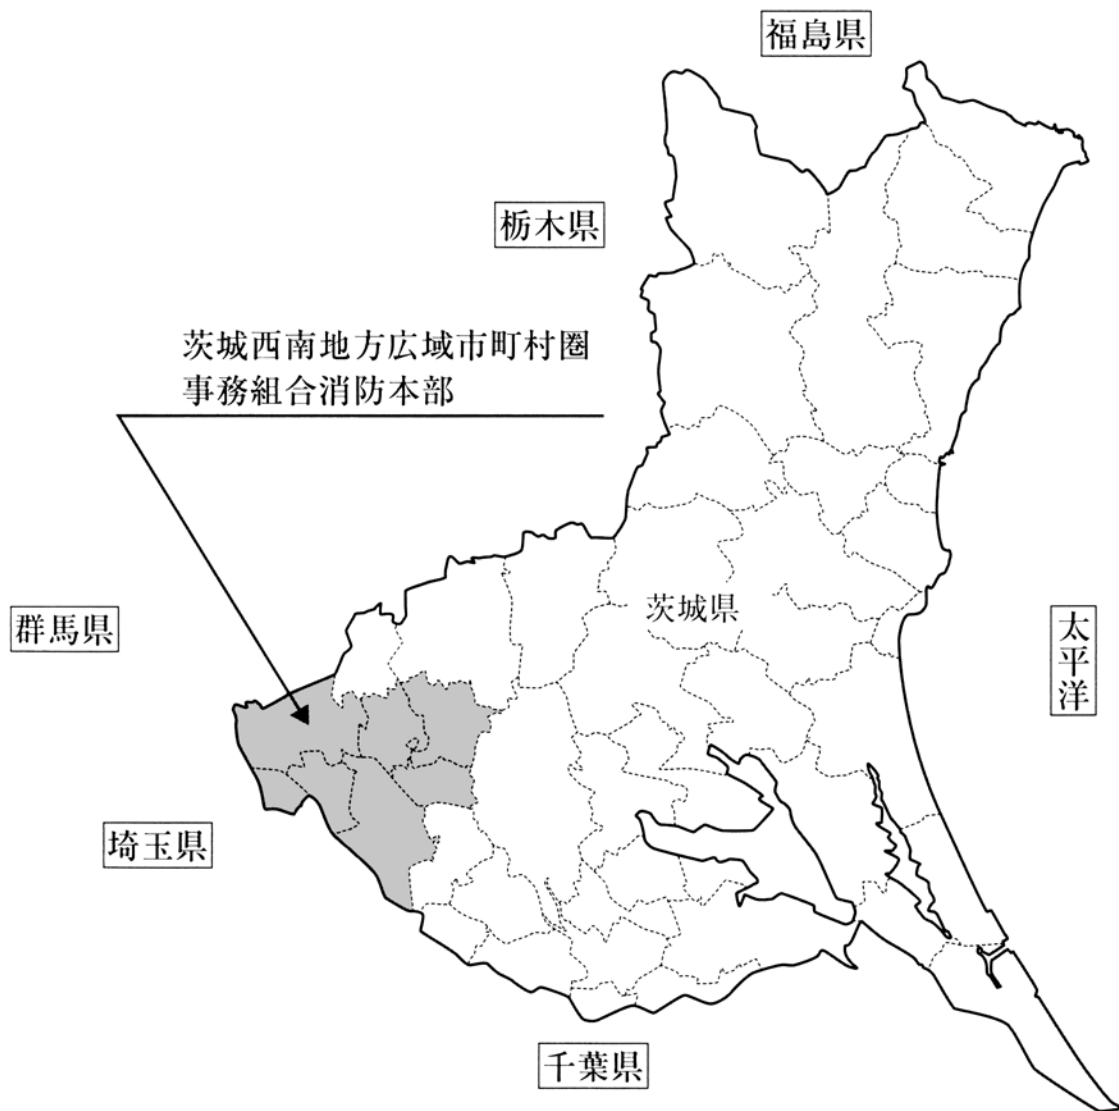 福島県
栃木県
茨城西南地方広域市町村圏
事務組合消防本部
茨城県
群馬県
太平洋
埼玉県
千葉県